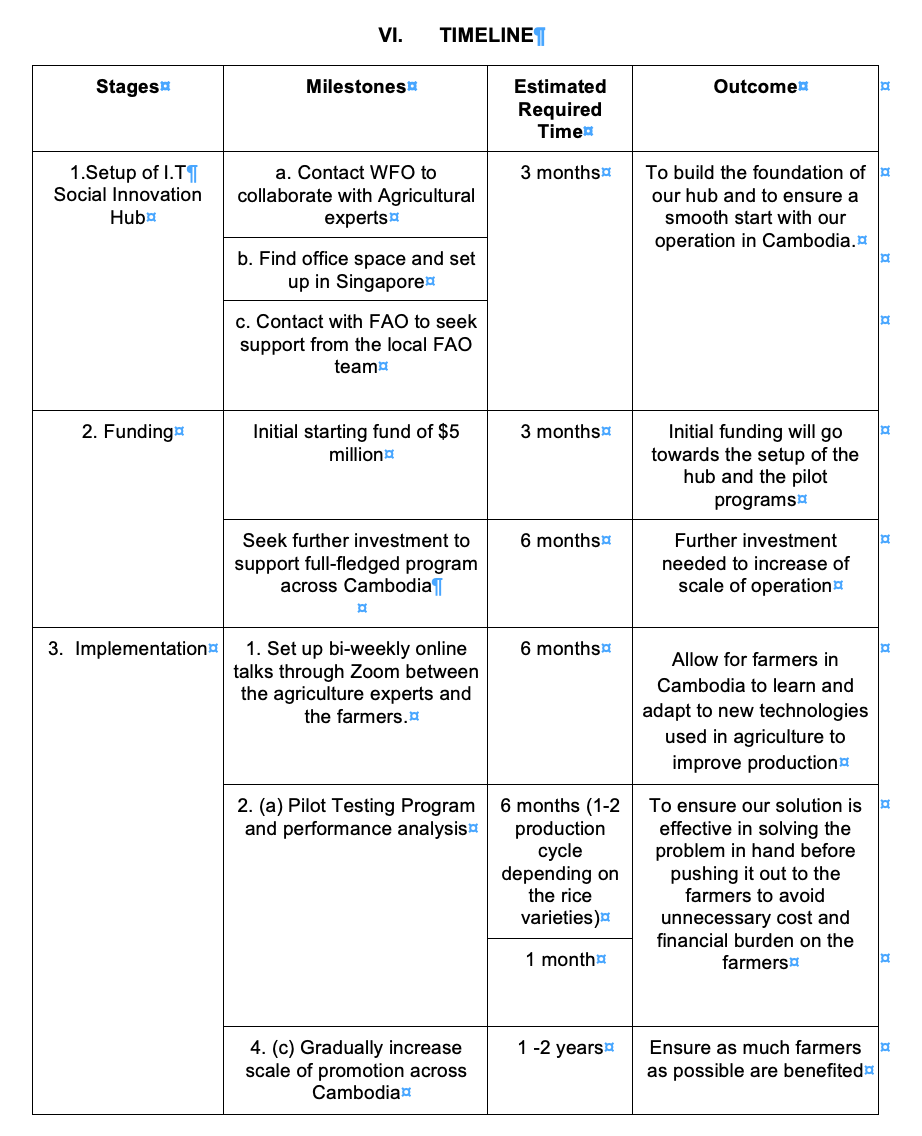 VI. TIMELINE¶
Stages¤
Milestones¤
Estimated
Required
Time¤
Outcome¤
¤
1.Setup of I.T¶
Social Innovation
Hub¤
a. Contact WFO to
collaborate with Agricultural
experts¤
3 months¤
To build the foundation of
our hub and to ensure a
smooth start with our
operation in Cambodia.¤
¤
b. Find office space and set
up in Singapore¤
¤
c. Contact with FAO to seek
support from the local FAO
team¤
¤
2. Funding¤
Initial starting fund of $5
million¤
3 months¤
Initial funding will go
towards the setup of the
hub and the pilot
programs¤
¤
Seek further investment to
support full-fledged program
across Cambodia¶
¤
6 months¤
Further investment
needed to increase of
scale of operation¤
¤
3. Implementation¤
1. Set up bi-weekly online
talks through Zoom between
the agriculture experts and
the farmers.¤
6 months¤
Allow for farmers in
Cambodia to learn and
adapt to new technologies
used in agriculture to
improve production¤
¤
2. (a) Pilot Testing Program
and performance analysis¤
6 months (1-2
production
cycle
depending on
the rice
varieties)¤
To ensure our solution is
effective in solving the
problem in hand before
pushing it out to the
farmers to avoid
unnecessary cost and
financial burden on the
farmers¤
¤
1 month¤
¤
4. (c) Gradually increase
scale of promotion across
Cambodia¤
1 -2 years¤
Ensure as much farmers
as possible are benefited¤
¤